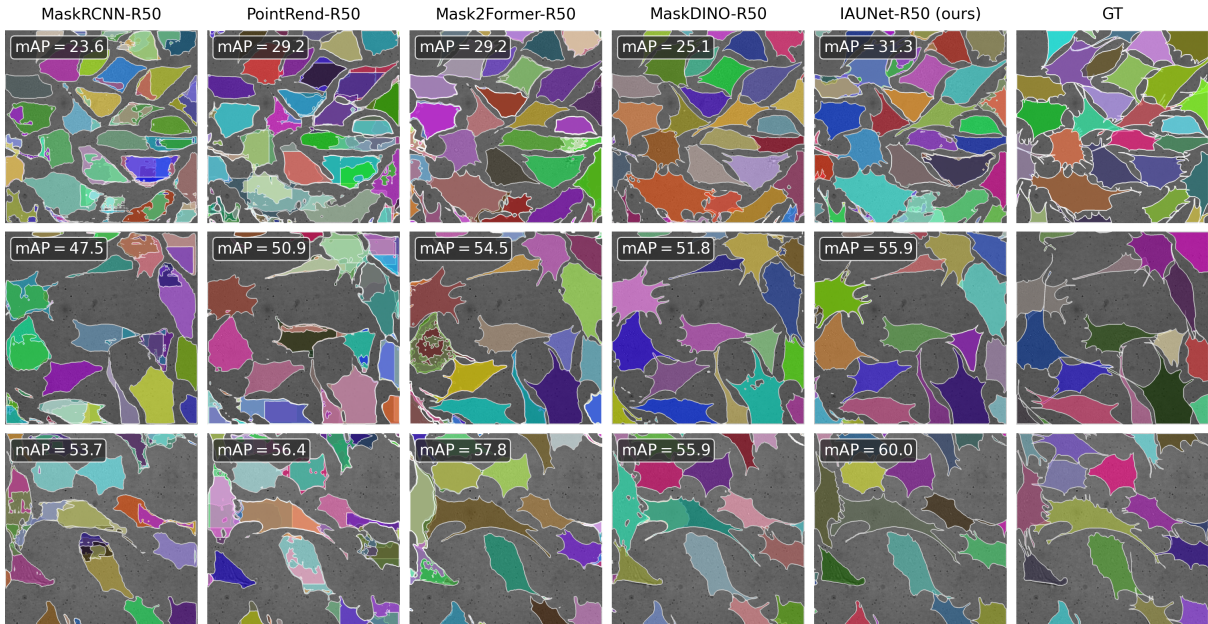 MaskRCNN-R50 PointRend-R50 Mask2Former-R50 MaskDINO-R50 IAUNet-R50 (ours) GT
mAP = 23.6 mAP = 29.2 mAP = 29.2 mAP = 25.1 mAP = 31.3
mAP = 47.5 mAP = 50.9 mAP = 54.5 mAP = 51.8 mAP = 55.9
mAP = 53.7 mAP = 56.4 mAP = 57.8 mAP = 55.9 mAP = 60.0